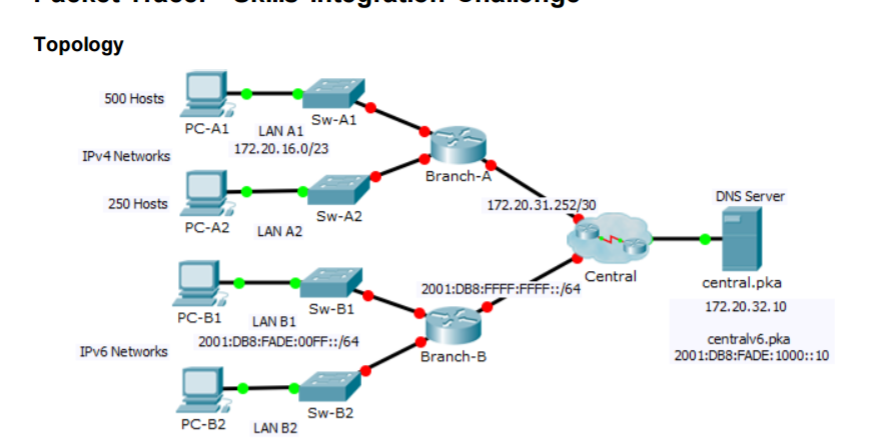 Packet Tracer - Skills Integration Challenge
Topology
500 Hosts
PC-A1
LAN A1
172.20.16.0/23
Sw-A1
IPv4 Networks
Branch-A
250 Hosts
PC-A2
LAN A2
Sw-A2
172.20.31.252/30
DNS Server
Central
central.pka
172.20.32.10
centralv6.pka
2001:DB8:FADE:1000::10
2001:DB8:FFFF:FFFF::/64
PC-B1
LAN B1
2001:DB8:FADE:00FF::/64
Sw-B1
IPv6 Networks
Branch-B
PC-B2
LAN B2
Sw-B2